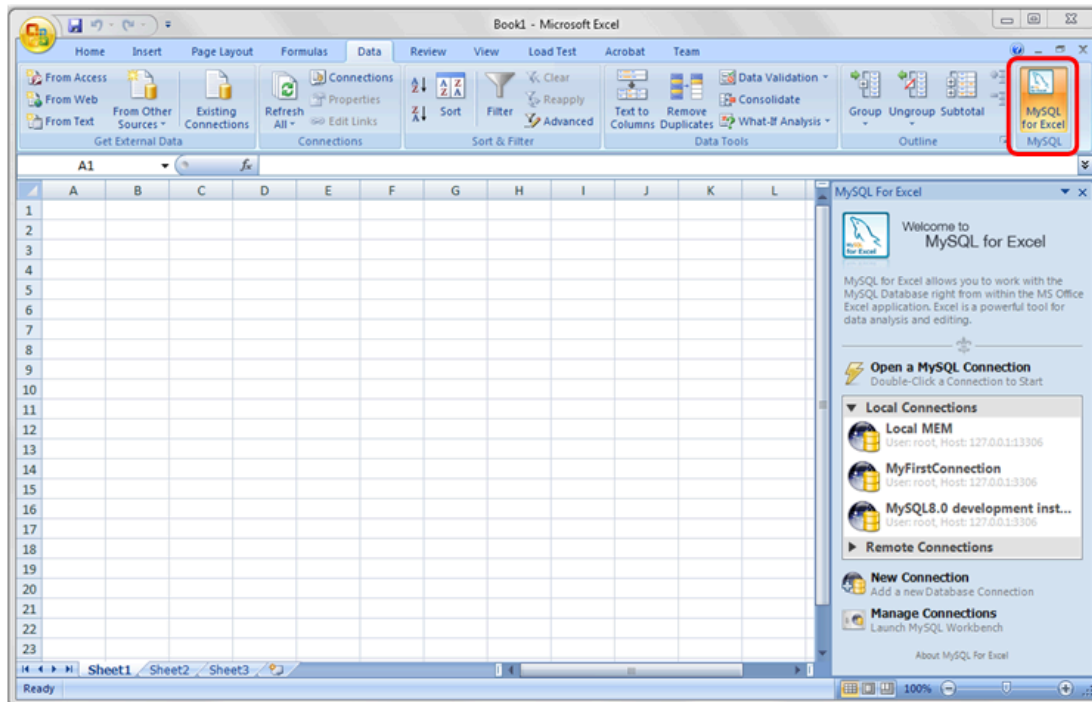 Book1 - Microsoft Excel
Home Insert Page Layout Formulas Data Review View Load Test Acrobat Team
From Access
From Web
From Text
From Other
Sources
Get External Data
Existing
Connections
Refresh
All
Connections
Properties
Edit Links
Connections
A
Z
Z
A
A Z
Z A
Sort
Filter
Clear
Reapply
Advanced
Sort & Filter
Text to
Columns
Remove
Duplicates
Data Validation
Consolidate
What-If Analysis
Data Tools
Group Ungroup Subtotal
Outline
MySQL
for Excel
MySQL
A1
fx
A B C D E F G H I J K L
1
2
3
4
5
6
7
8
9
10
11
12
13
14
15
16
17
18
19
20
21
22
23
MySQL For Excel
MySQL
for Excel
Welcome to
MySQL for Excel
MySQL for Excel allows you to work with the
MySQL Database right from within the MS Office
Excel application. Excel is a powerful tool for
data analysis and editing.
Open a MySQL Connection
Double-Click a Connection to Start
Local Connections
Local MEM
User: root, Host: 127.0.0.1:13306
MyFirstConnection
User: root, Host: 127.0.0.1:3306
MySQL8.0 development inst...
User: root, Host: 127.0.0.1:3306
Remote Connections
New Connection
Add a new Database Connection
Manage Connections
Launch MySQL Workbench
About MySQL For Excel
Sheet1 Sheet2 Sheet3
Ready
100%